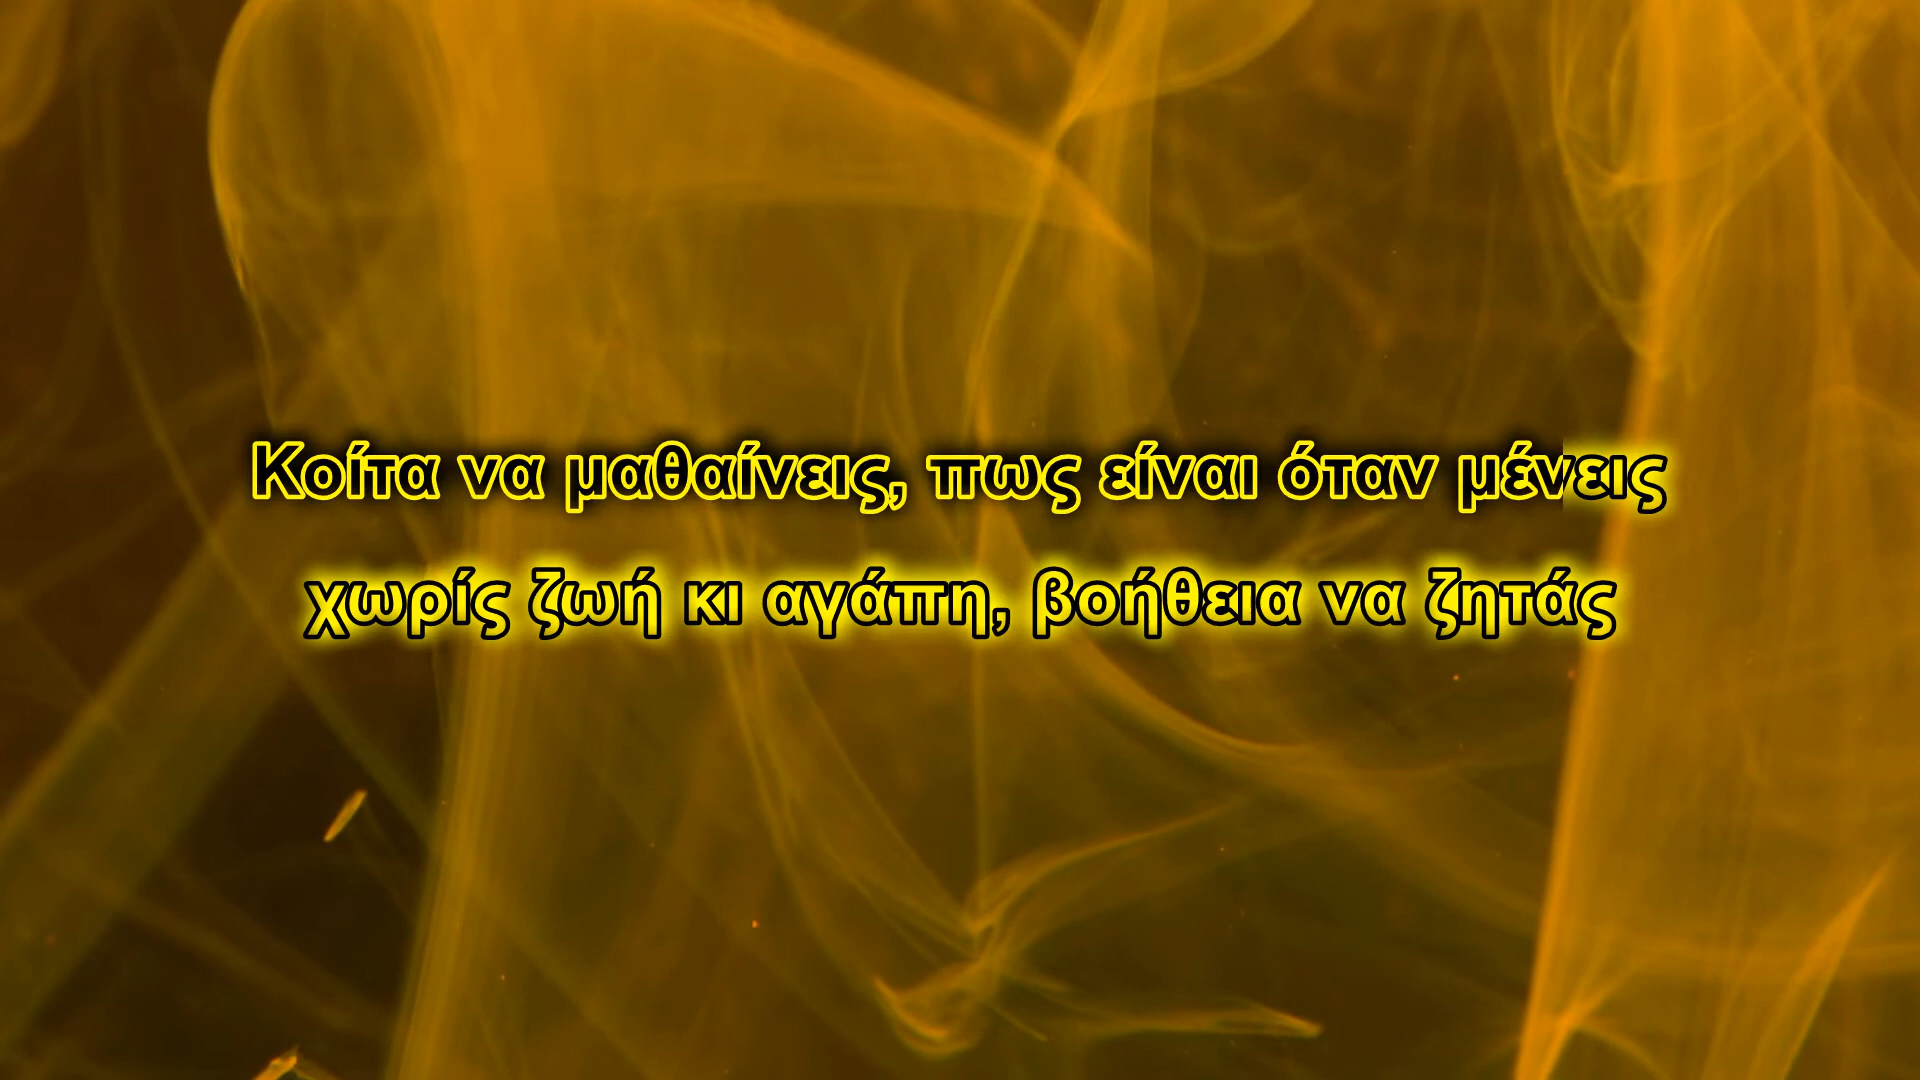 Κοίτα να μαθαίνεις, πως είναι όταν μένεις
χωρίς ζωή κι αγάπη, βοήθεια να ζητάς